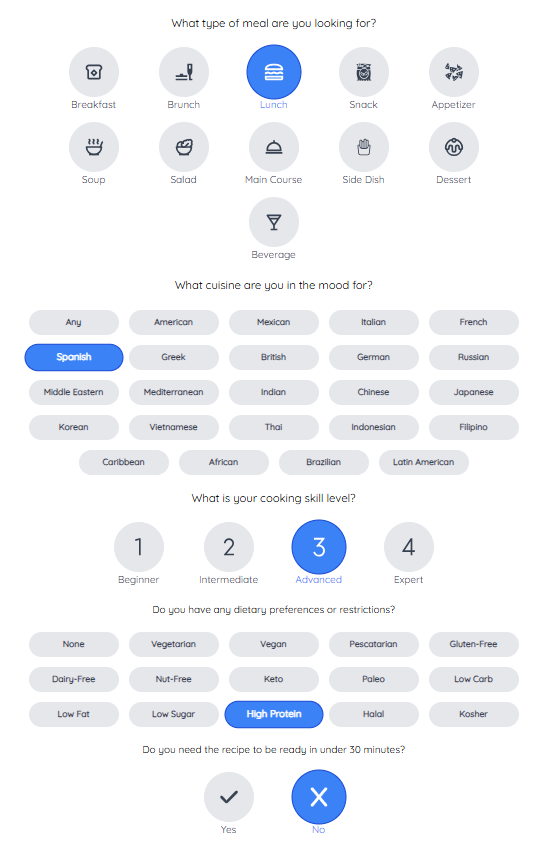 What type of meal are you looking for?
Breakfast Brunch Lunch Snack Appetizer
Soup Salad Main Course Side Dish Dessert
Beverage
What cuisine are you in the mood for?
Any American Mexican Italian French
Spanish Greek British German Russian
Middle Eastern Mediterranean Indian Chinese Japanese
Korean Vietnamese Thai Indonesian Filipino
Caribbean African Brazilian Latin American
What is your cooking skill level?
1 2 3 4
Beginner Intermediate Advanced Expert
Do you have any dietary preferences or restrictions?
None Vegetarian Vegan Pescatarian Gluten-Free
Dairy-Free Nut-Free Keto Paleo Low Carb
Low Fat Low Sugar High Protein Halal Kosher
Do you need the recipe to be ready in under 30 minutes?
Yes No